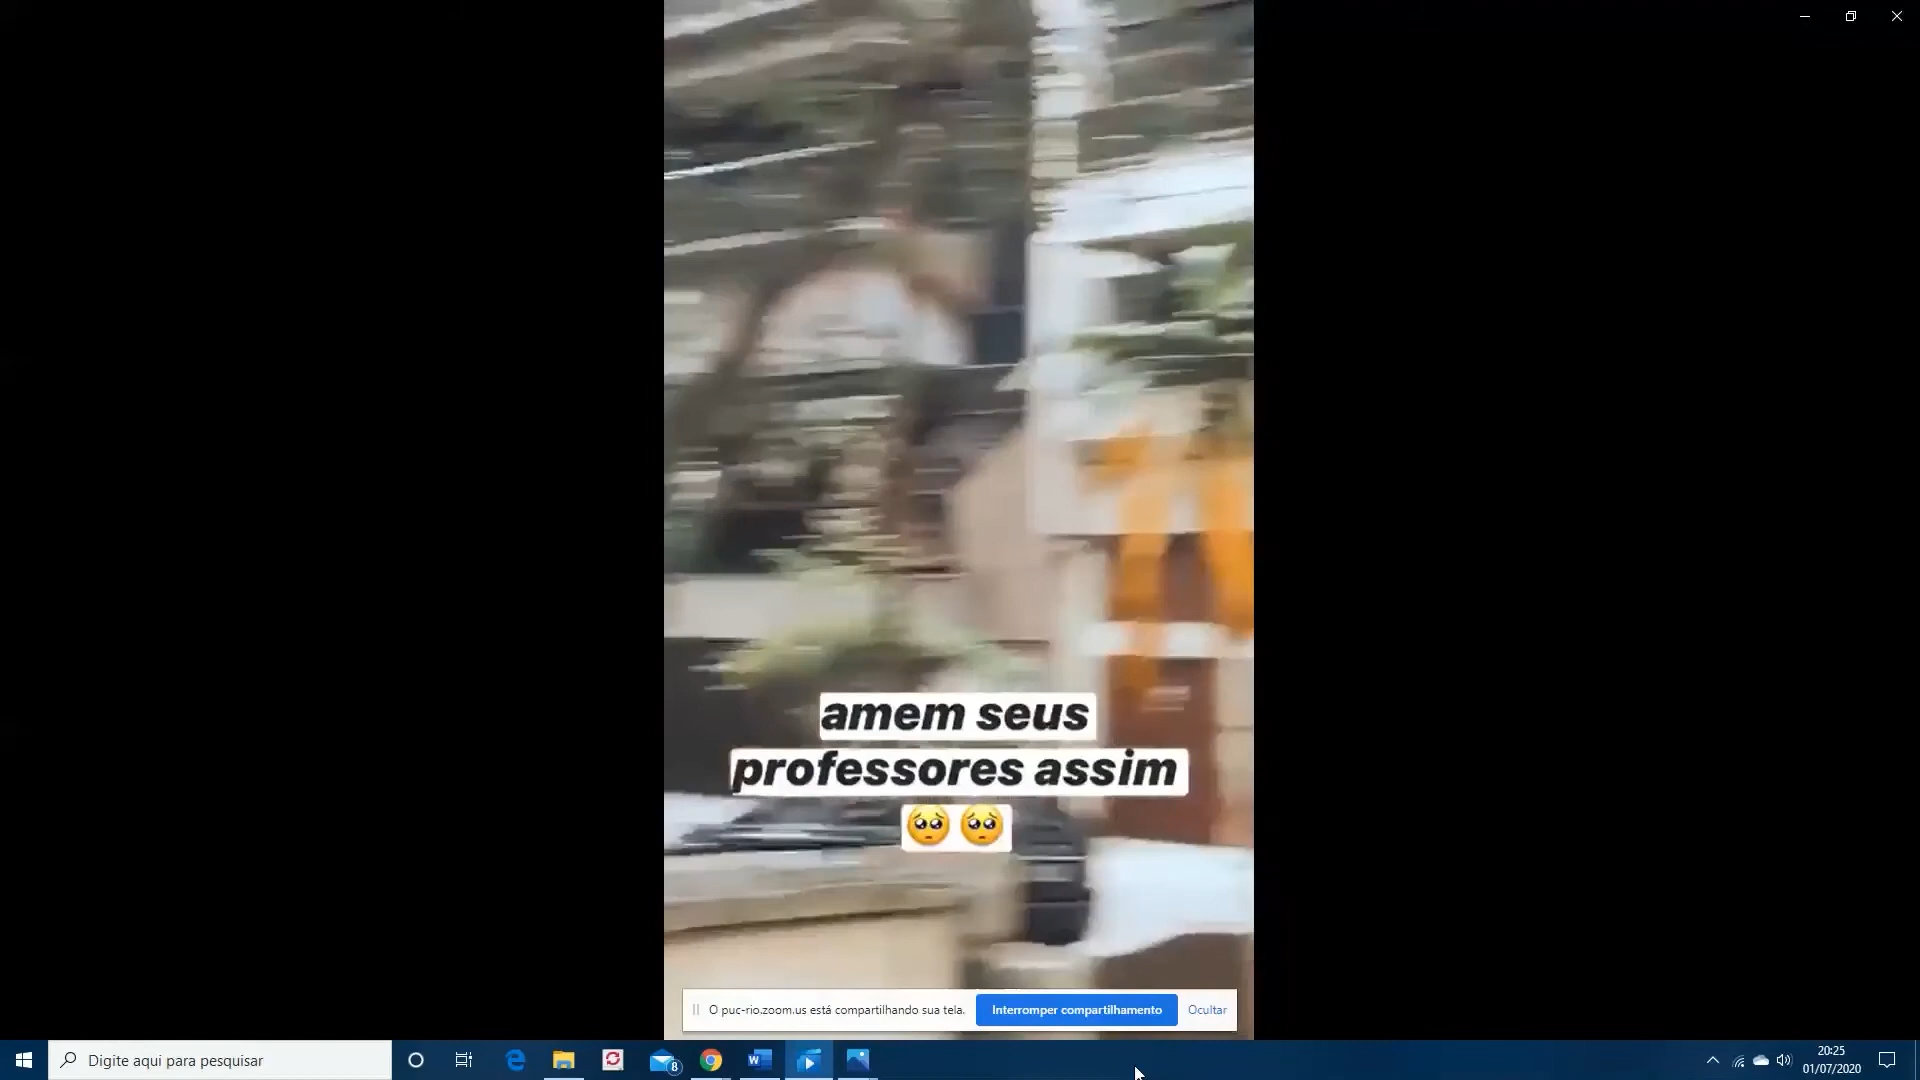 amem seus
professores assim
🥺🥺
O puc-rio.zoom.us está compartilhando sua tela.
Interromper compartilhamento
Ocultar
Digite aqui para pesquisar
8
20:25
01/07/2020